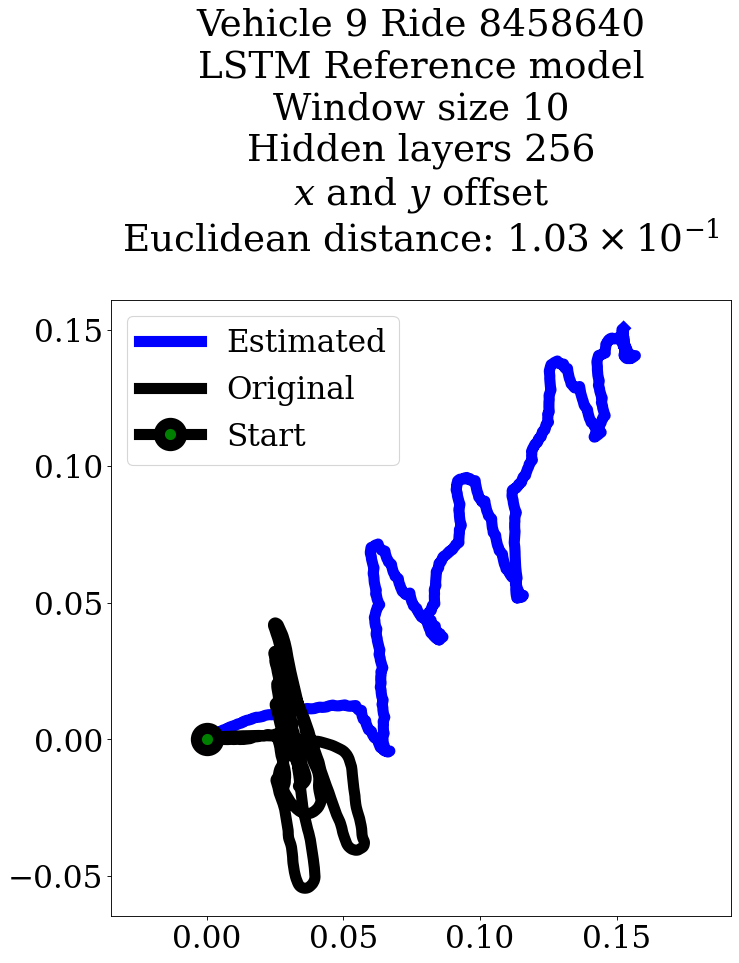 Vehicle 9 Ride 8458640
LSTM Reference model
Window size 10
Hidden layers 256
x and y offset
Euclidean distance: 1.03 × 10⁻¹
Estimated
Original
Start
0.15
0.10
0.05
0.00
−0.05
0.00 0.05 0.10 0.15